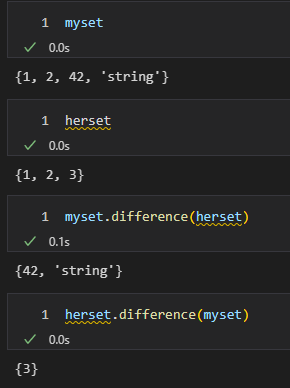 1 myset
✓ 0.0s
{1, 2, 42, 'string'}
1 herset
✓ 0.0s
{1, 2, 3}
1 myset.difference(herset)
✓ 0.1s
{42, 'string'}
1 herset.difference(myset)
✓ 0.0s
{3}